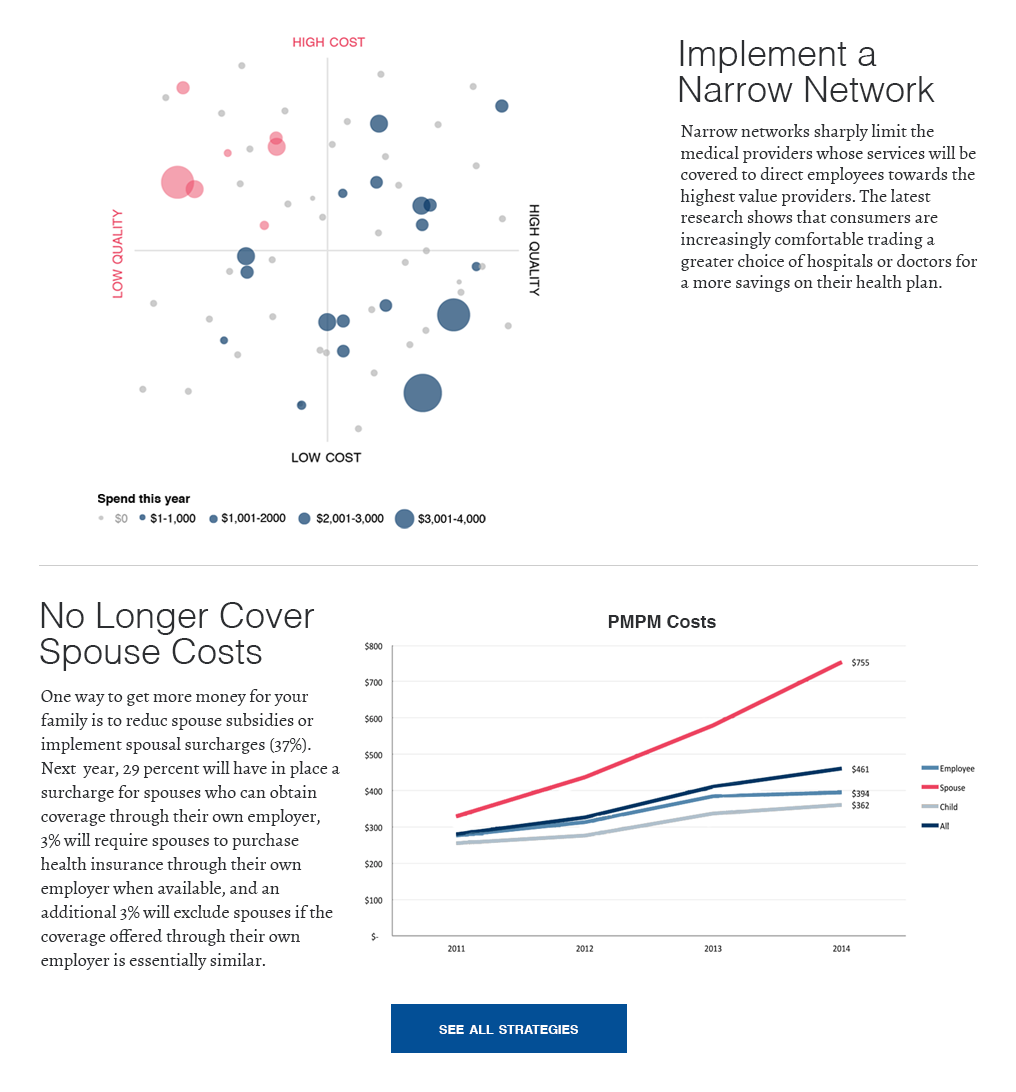 HIGH COST
LOW QUALITY
HIGH QUALITY
LOW COST
Spend this year
$0
$1-1,000
$1,001-2000
$2,001-3,000
$3,001-4,000
Implement a
Narrow Network
Narrow networks sharply limit the
medical providers whose services will be
covered to direct employees towards the
highest value providers. The latest
research shows that consumers are
increasingly comfortable trading a
greater choice of hospitals or doctors for
a more savings on their health plan.
No Longer Cover
Spouse Costs
One way to get more money for your
family is to reduc spouse subsidies or
implement spousal surcharges (37%).
Next  year, 29 percent will have in place a
surcharge for spouses who can obtain
coverage through their own employer,
3% will require spouses to purchase
health insurance through their own
employer when available, and an
additional 3% will exclude spouses if the
coverage offered through their own
employer is essentially similar.
PMPM Costs
$800
$700
$600
$500
$400
$300
$200
$100
$-
2011
2012
2013
2014
$755
$461
$394
$362
Employee
Spouse
Child
All
SEE ALL STRATEGIES